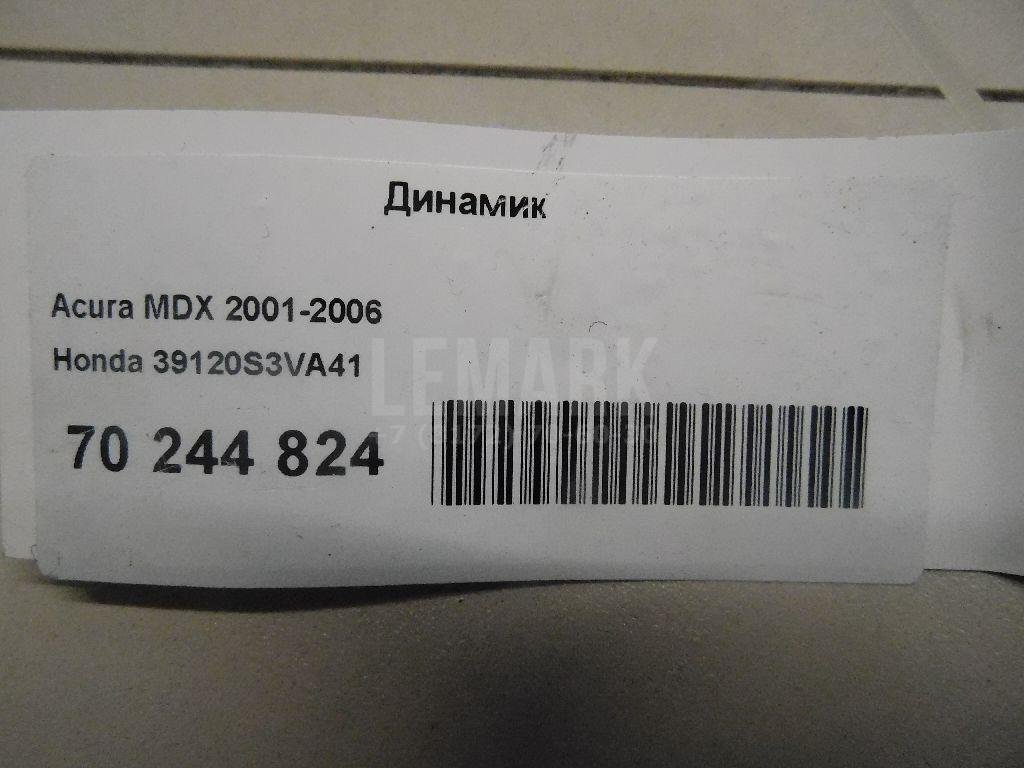 Динамик
Acura MDX 2001-2006
Honda 39120S3VA41
LEMARK
70 244 824